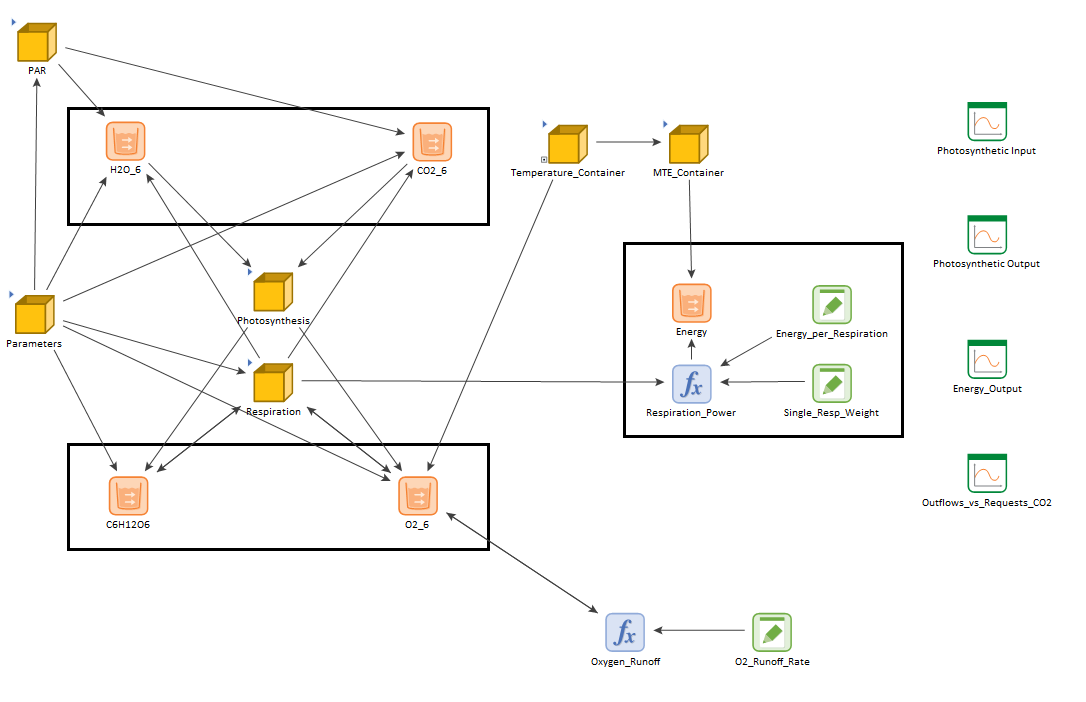 PAR
H2O_6
CO2_6
Temperature_Container
MTE_Container
Photosynthetic Input
Photosynthetic Output
Photosynthesis
Parameters
Energy
Energy_per_Respiration
Energy_Output
Respiration
Respiration_Power
Single_Resp_Weight
Outflows_vs_Requests_CO2
C6H12O6
O2_6
Oxygen_Runoff
O2_Runoff_Rate
fx
fx